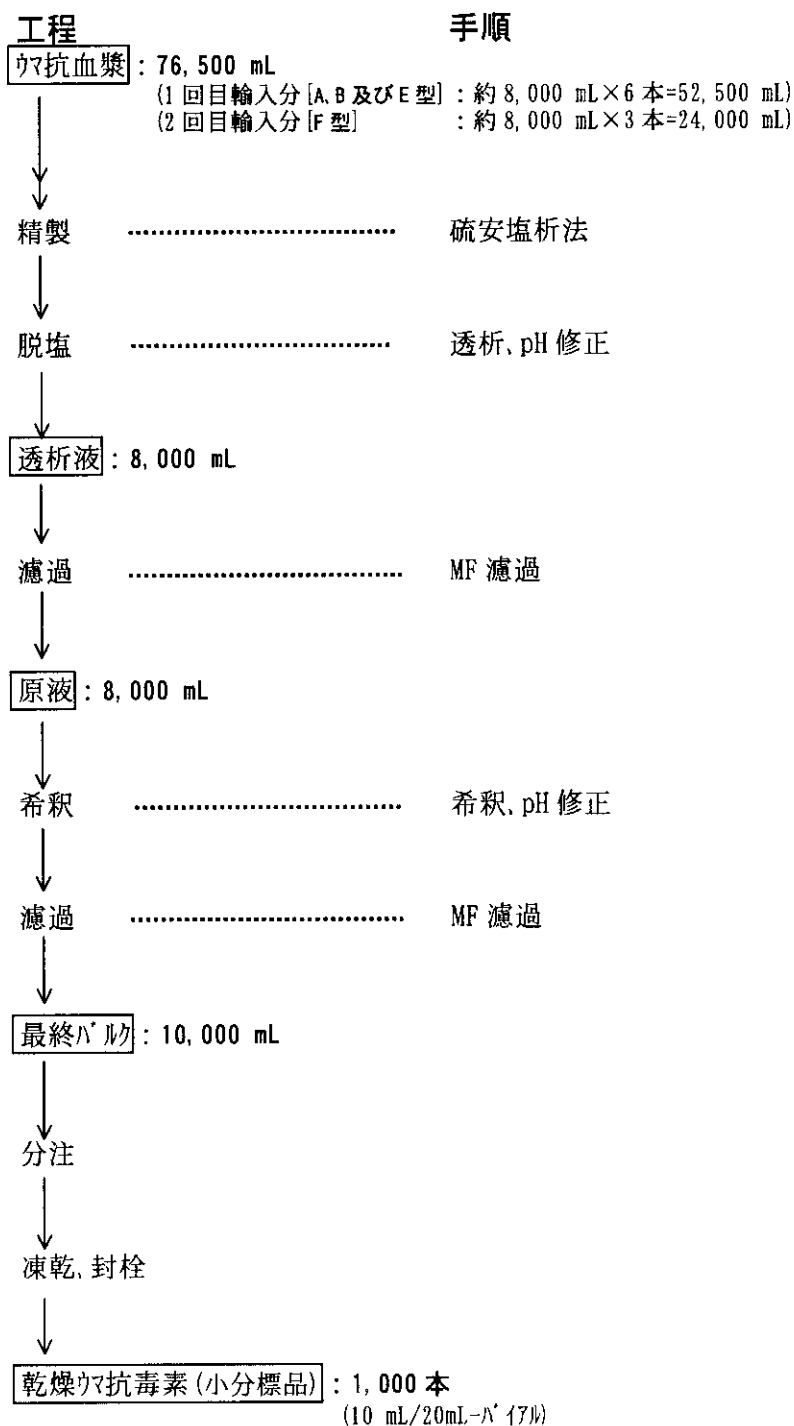 工程 手順
ウマ抗血漿 : 76,500 mL
(1回目輸入分[A、B及びE型] : 約8,000 mL×6本=52,500 mL)
(2回目輸入分[F型] : 約8,000 mL×3本=24,000 mL)
精製 ................................ 硫安塩析法
脱塩 ................................ 透析、pH修正
透析液 : 8,000 mL
濾過 ................................ MF濾過
原液 : 8,000 mL
希釈 ................................ 希釈、pH修正
濾過 ................................ MF濾過
最終バルク : 10,000 mL
分注
凍乾、封栓
乾燥ウマ抗毒素(小分標品) : 1,000本
(10 mL/20mL-バイアル)